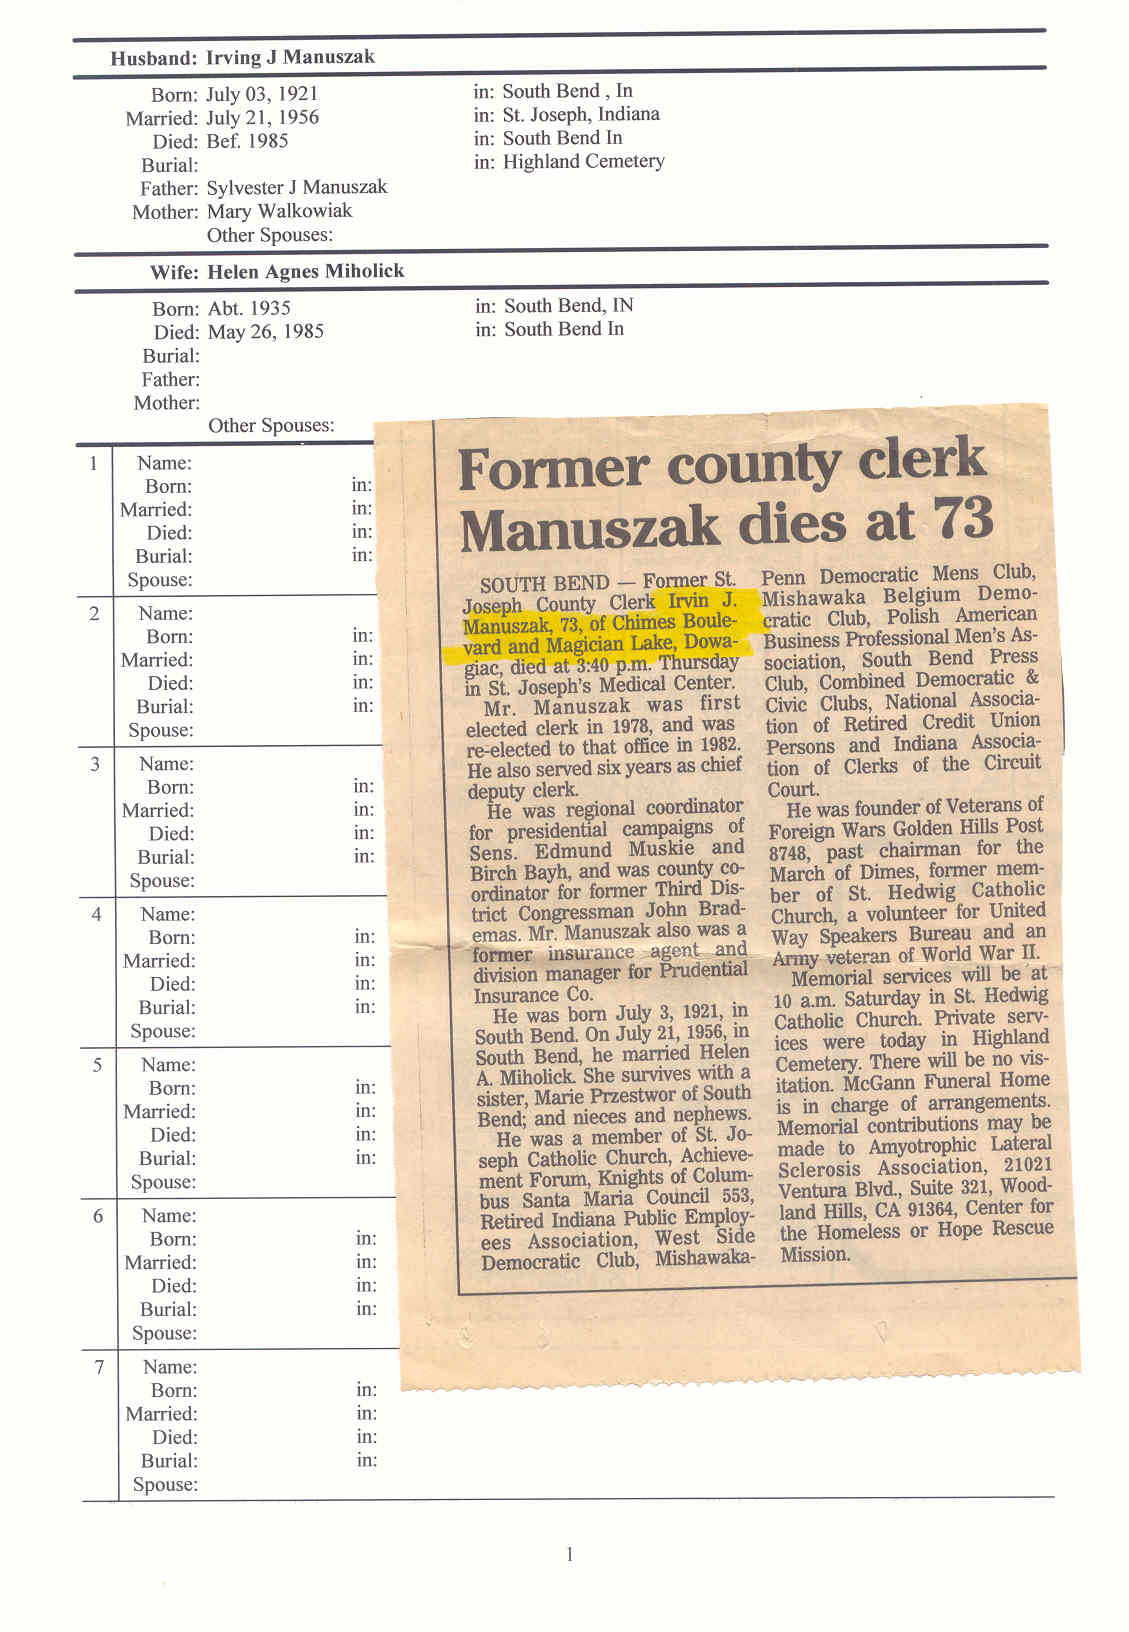 Husband: Irving J Manuszak
Born: July 03, 1921 in: South Bend , In
Married: July 21, 1956 in: St. Joseph, Indiana
Died: Bef. 1985 in: South Bend In
Burial: in: Highland Cemetery
Father: Sylvester J Manuszak
Mother: Mary Walkowiak
Other Spouses:
Wife: Helen Agnes Miholick
Born: Abt. 1935 in: South Bend, IN
Died: May 26, 1985 in: South Bend In
Burial:
Father:
Mother:
Other Spouses:
1 Name:
Born: in:
Married: in:
Died: in:
Burial: in:
Spouse:
2 Name:
Born: in:
Married: in:
Died: in:
Burial: in:
Spouse:
3 Name:
Born: in:
Married: in:
Died: in:
Burial: in:
Spouse:
4 Name:
Born: in:
Married: in:
Died: in:
Burial: in:
Spouse:
5 Name:
Born: in:
Married: in:
Died: in:
Burial: in:
Spouse:
6 Name:
Born: in:
Married: in:
Died: in:
Burial: in:
Spouse:
7 Name:
Born: in:
Married: in:
Died: in:
Burial: in:
Spouse:
Former county clerk
Manuszak dies at 73
SOUTH BEND — Former St.
Joseph County Clerk Irvin J.
Manuszak, 73, of Chimes Boule-
vard and Magician Lake, Dowa-
giac, died at 3:40 p.m. Thursday
in St. Joseph's Medical Center.
Mr. Manuszak was first
elected clerk in 1978, and was
re-elected to that office in 1982.
He also served six years as chief
deputy clerk.
He was regional coordinator
for presidential campaigns of
Sens. Edmund Muskie and
Birch Bayh, and was county co-
ordinator for former Third Dis-
trict Congressman John Brad-
emas. Mr. Manuszak also was a
former insurance agent and
division manager for Prudential
Insurance Co.
He was born July 3, 1921, in
South Bend. On July 21, 1956, in
South Bend, he married Helen
A. Miholick. She survives with a
sister, Marie Przestwor of South
Bend; and nieces and nephews.
He was a member of St. Jo-
seph Catholic Church, Achieve-
ment Forum, Knights of Colum-
bus Santa Maria Council 553,
Retired Indiana Public Employ-
ees Association, West Side
Democratic Club, Mishawaka-
Penn Democratic Mens Club,
Mishawaka Belgium Demo-
cratic Club, Polish American
Business Professional Men's As-
sociation, South Bend Press
Club, Combined Democratic &
Civic Clubs, National Associa-
tion of Retired Credit Union
Persons and Indiana Associa-
tion of Clerks of the Circuit
Court.
He was founder of Veterans of
Foreign Wars Golden Hills Post
8748, past chairman for the
March of Dimes, former mem-
ber of St. Hedwig Catholic
Church, a volunteer for United
Way Speakers Bureau and an
Army veteran of World War II.
Memorial services will be at
10 a.m. Saturday in St. Hedwig
Catholic Church. Private serv-
ices were today in Highland
Cemetery. There will be no vis-
itation. McGann Funeral Home
is in charge of arrangements.
Memorial contributions may be
made to Amyotrophic Lateral
Sclerosis Association, 21021
Ventura Blvd., Suite 321, Wood-
land Hills, CA 91364, Center for
the Homeless or Hope Rescue
Mission.
1